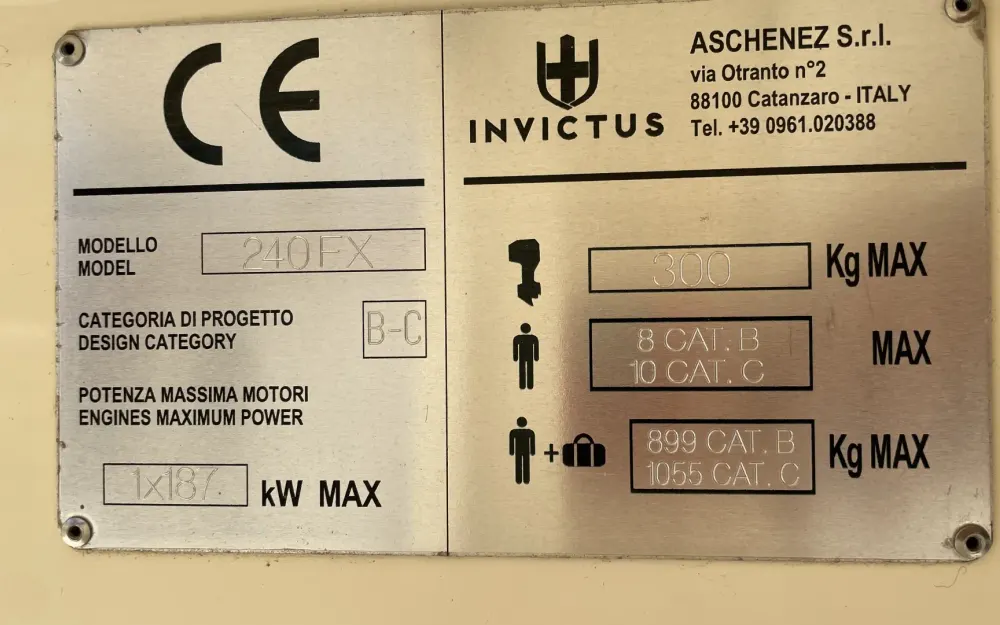 CE
MODELLO
MODEL
240FX
CATEGORIA DI PROGETTO
DESIGN CATEGORY
B-C
POTENZA MASSIMA MOTORI
ENGINES MAXIMUM POWER
1x187.
kW MAX
INVICTUS
ASCHENEZ S.r.l.
via Otranto n°2
88100 Catanzaro - ITALY
Tel. +39 0961.020388
300
Kg MAX
8 CAT. B
10 CAT. C
MAX
+
899 CAT. B
1055 CAT. C
Kg MAX